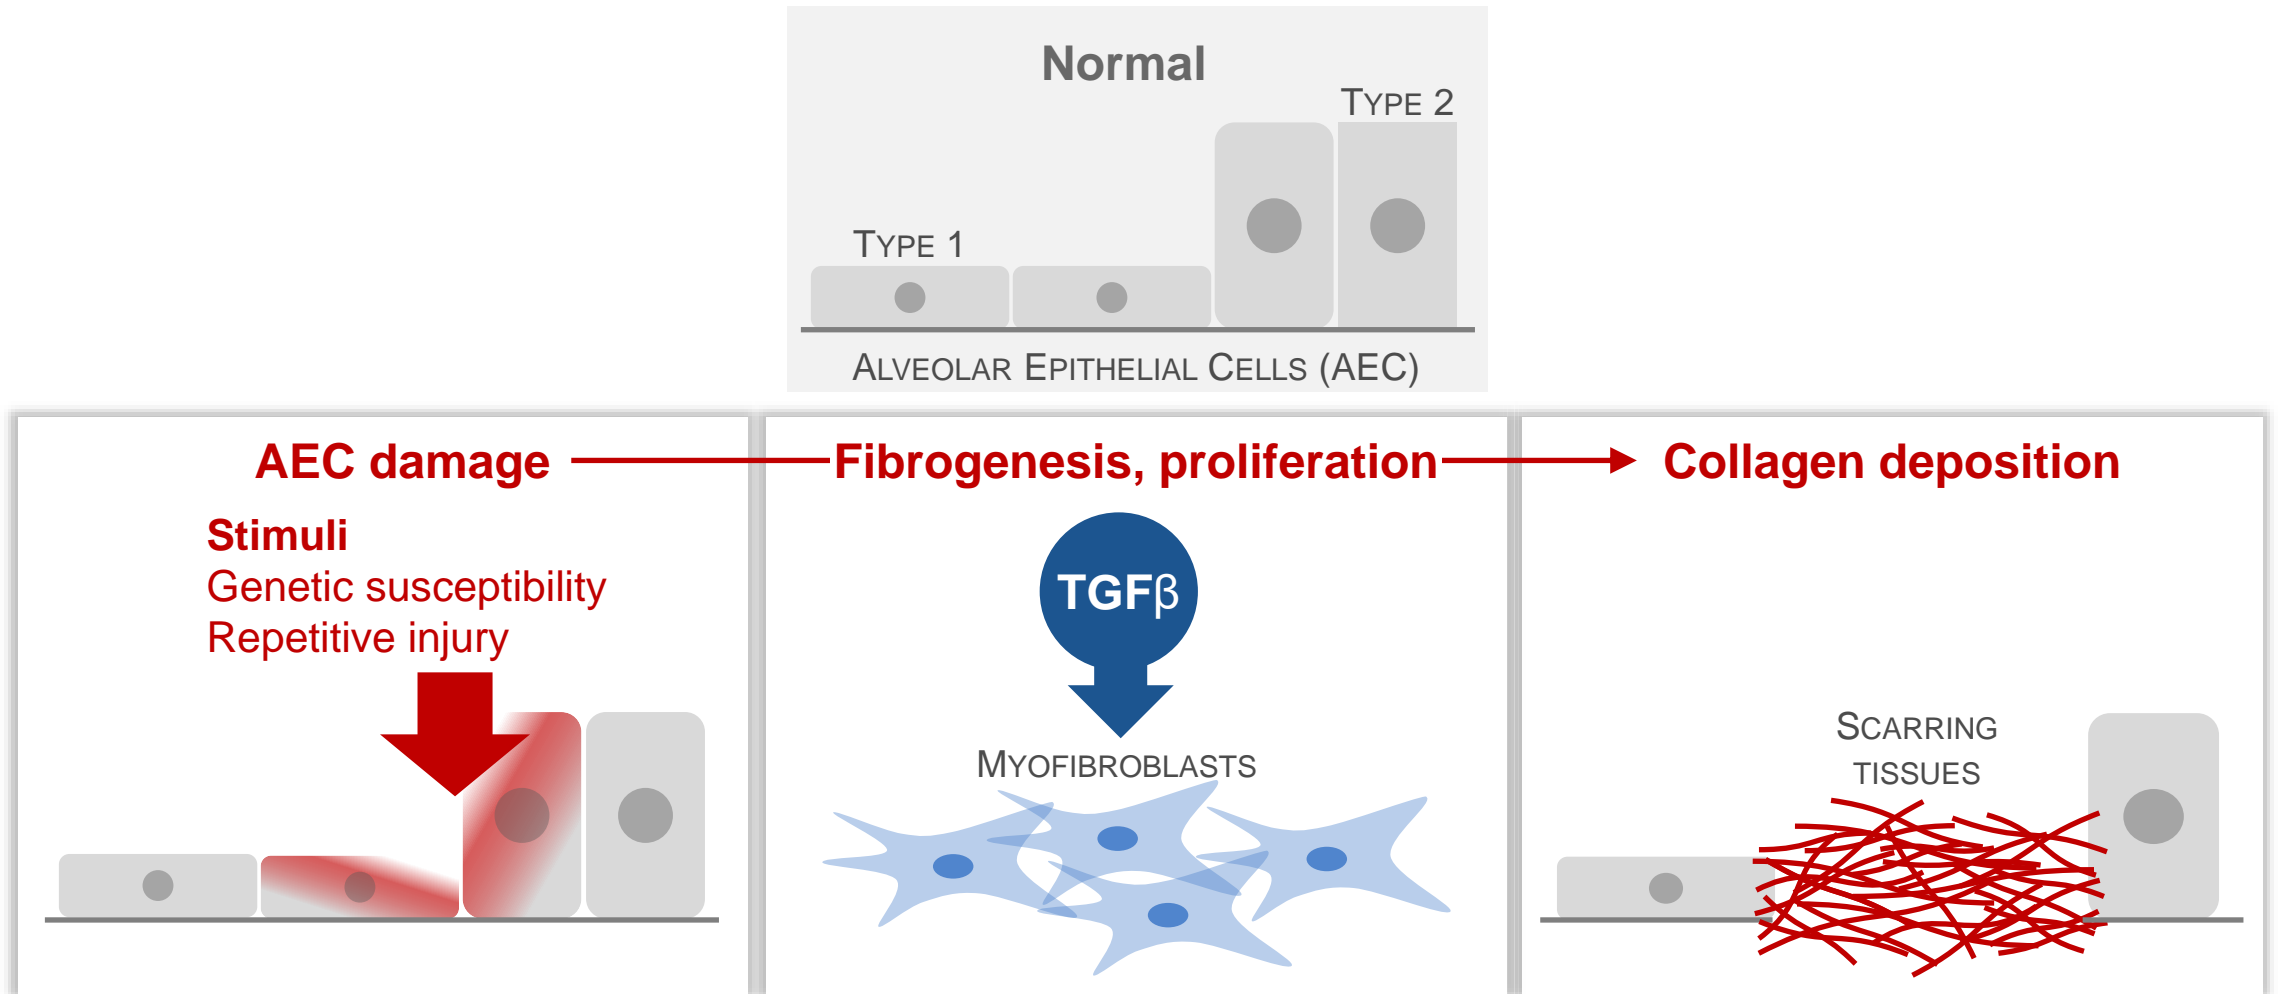 Normal
TYPE 2
TYPE 1
ALVEOLAR EPITHELIAL CELLS (AEC)
AEC damage
Stimuli
Genetic susceptibility
Repetitive injury
Fibrogenesis, proliferation
TGFβ
MYOFIBROBLASTS
Collagen deposition
SCARRING
TISSUES